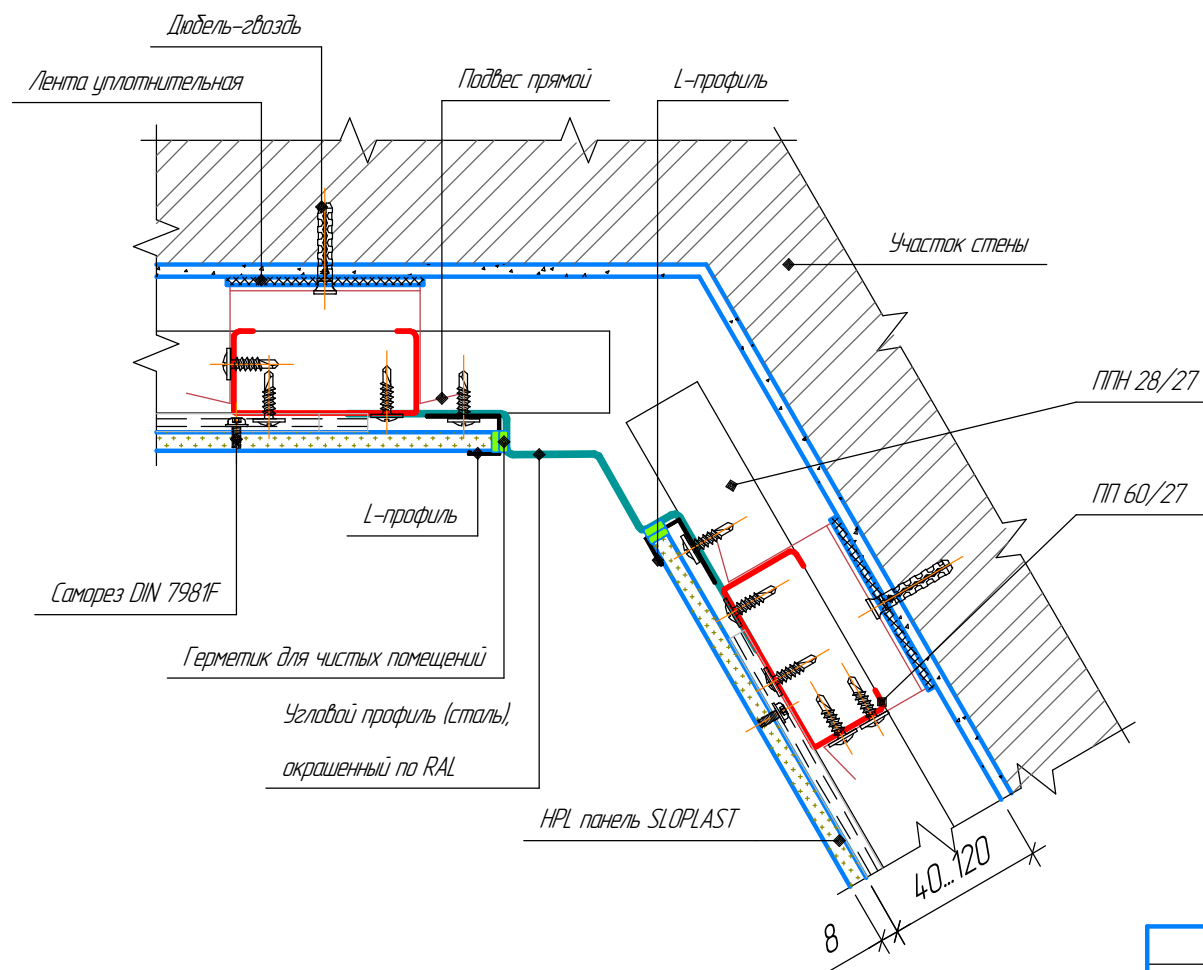 Дюбель-гвоздь
Лента уплотнительная
Подвес прямой
L-профиль
Участок стены
ППН 28/27
ПП 60/27
L-профиль
Саморез DIN 7981F
Герметик для чистых помещений
Угловой профиль (сталь),
окрашенный по RAL
HPL панель SLOPLAST
40...120
8